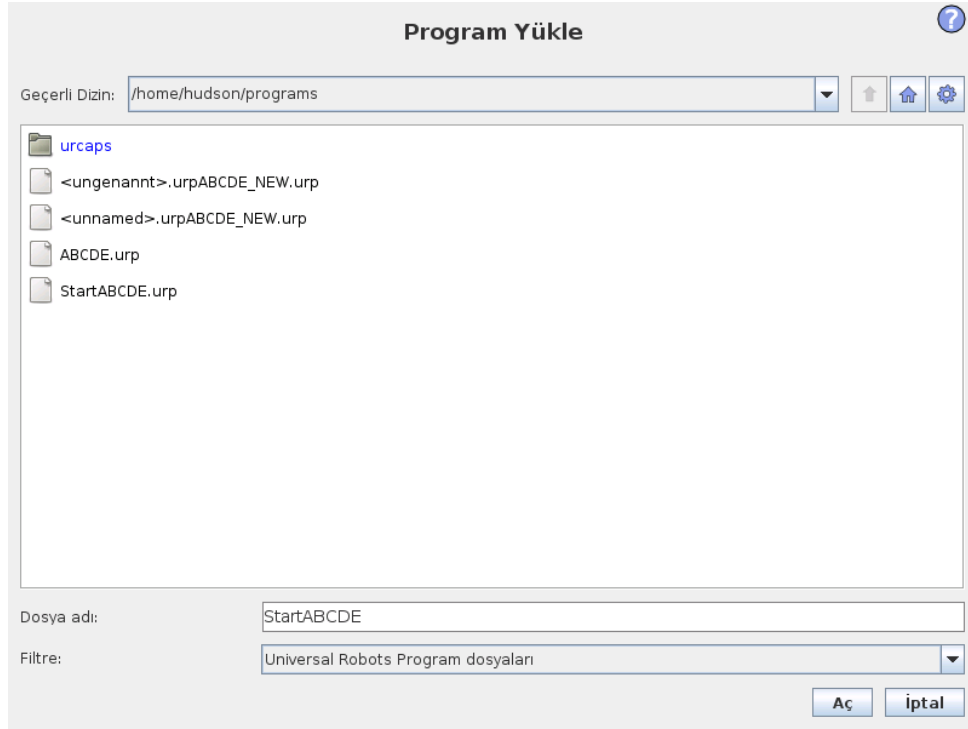 Program Yükle
?
Geçerli Dizin: /home/hudson/programs
urcaps
<ungenannt>.urpABCDE_NEW.urp
<unnamed>.urpABCDE_NEW.urp
ABCDE.urp
StartABCDE.urp
Dosya adı: StartABCDE
Filtre: Universal Robots Program dosyaları
Aç İptal